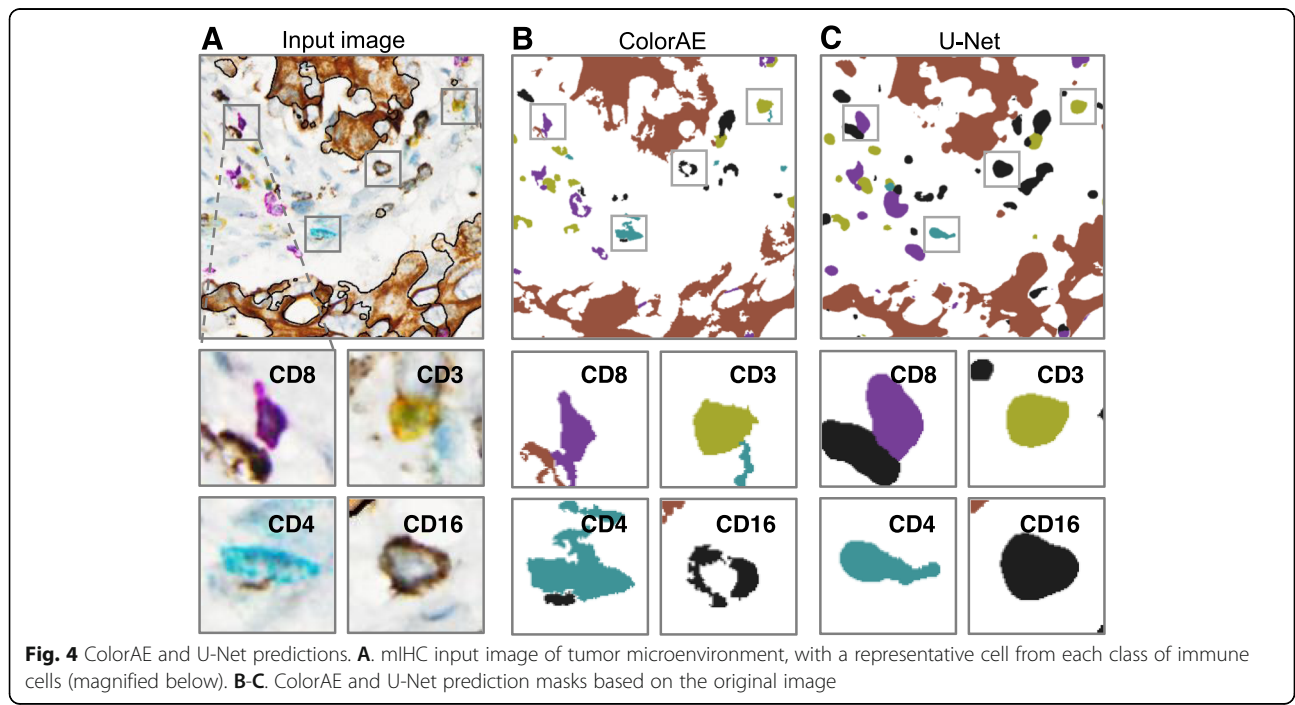 A Input image
B ColorAE
C U-Net
CD8 CD3 CD8 CD3 CD8 CD3
CD4 CD16 CD4 CD16 CD4 CD16
Fig. 4 ColorAE and U-Net predictions. A. mIHC input image of tumor microenvironment, with a representative cell from each class of immune
cells (magnified below). B-C. ColorAE and U-Net prediction masks based on the original image